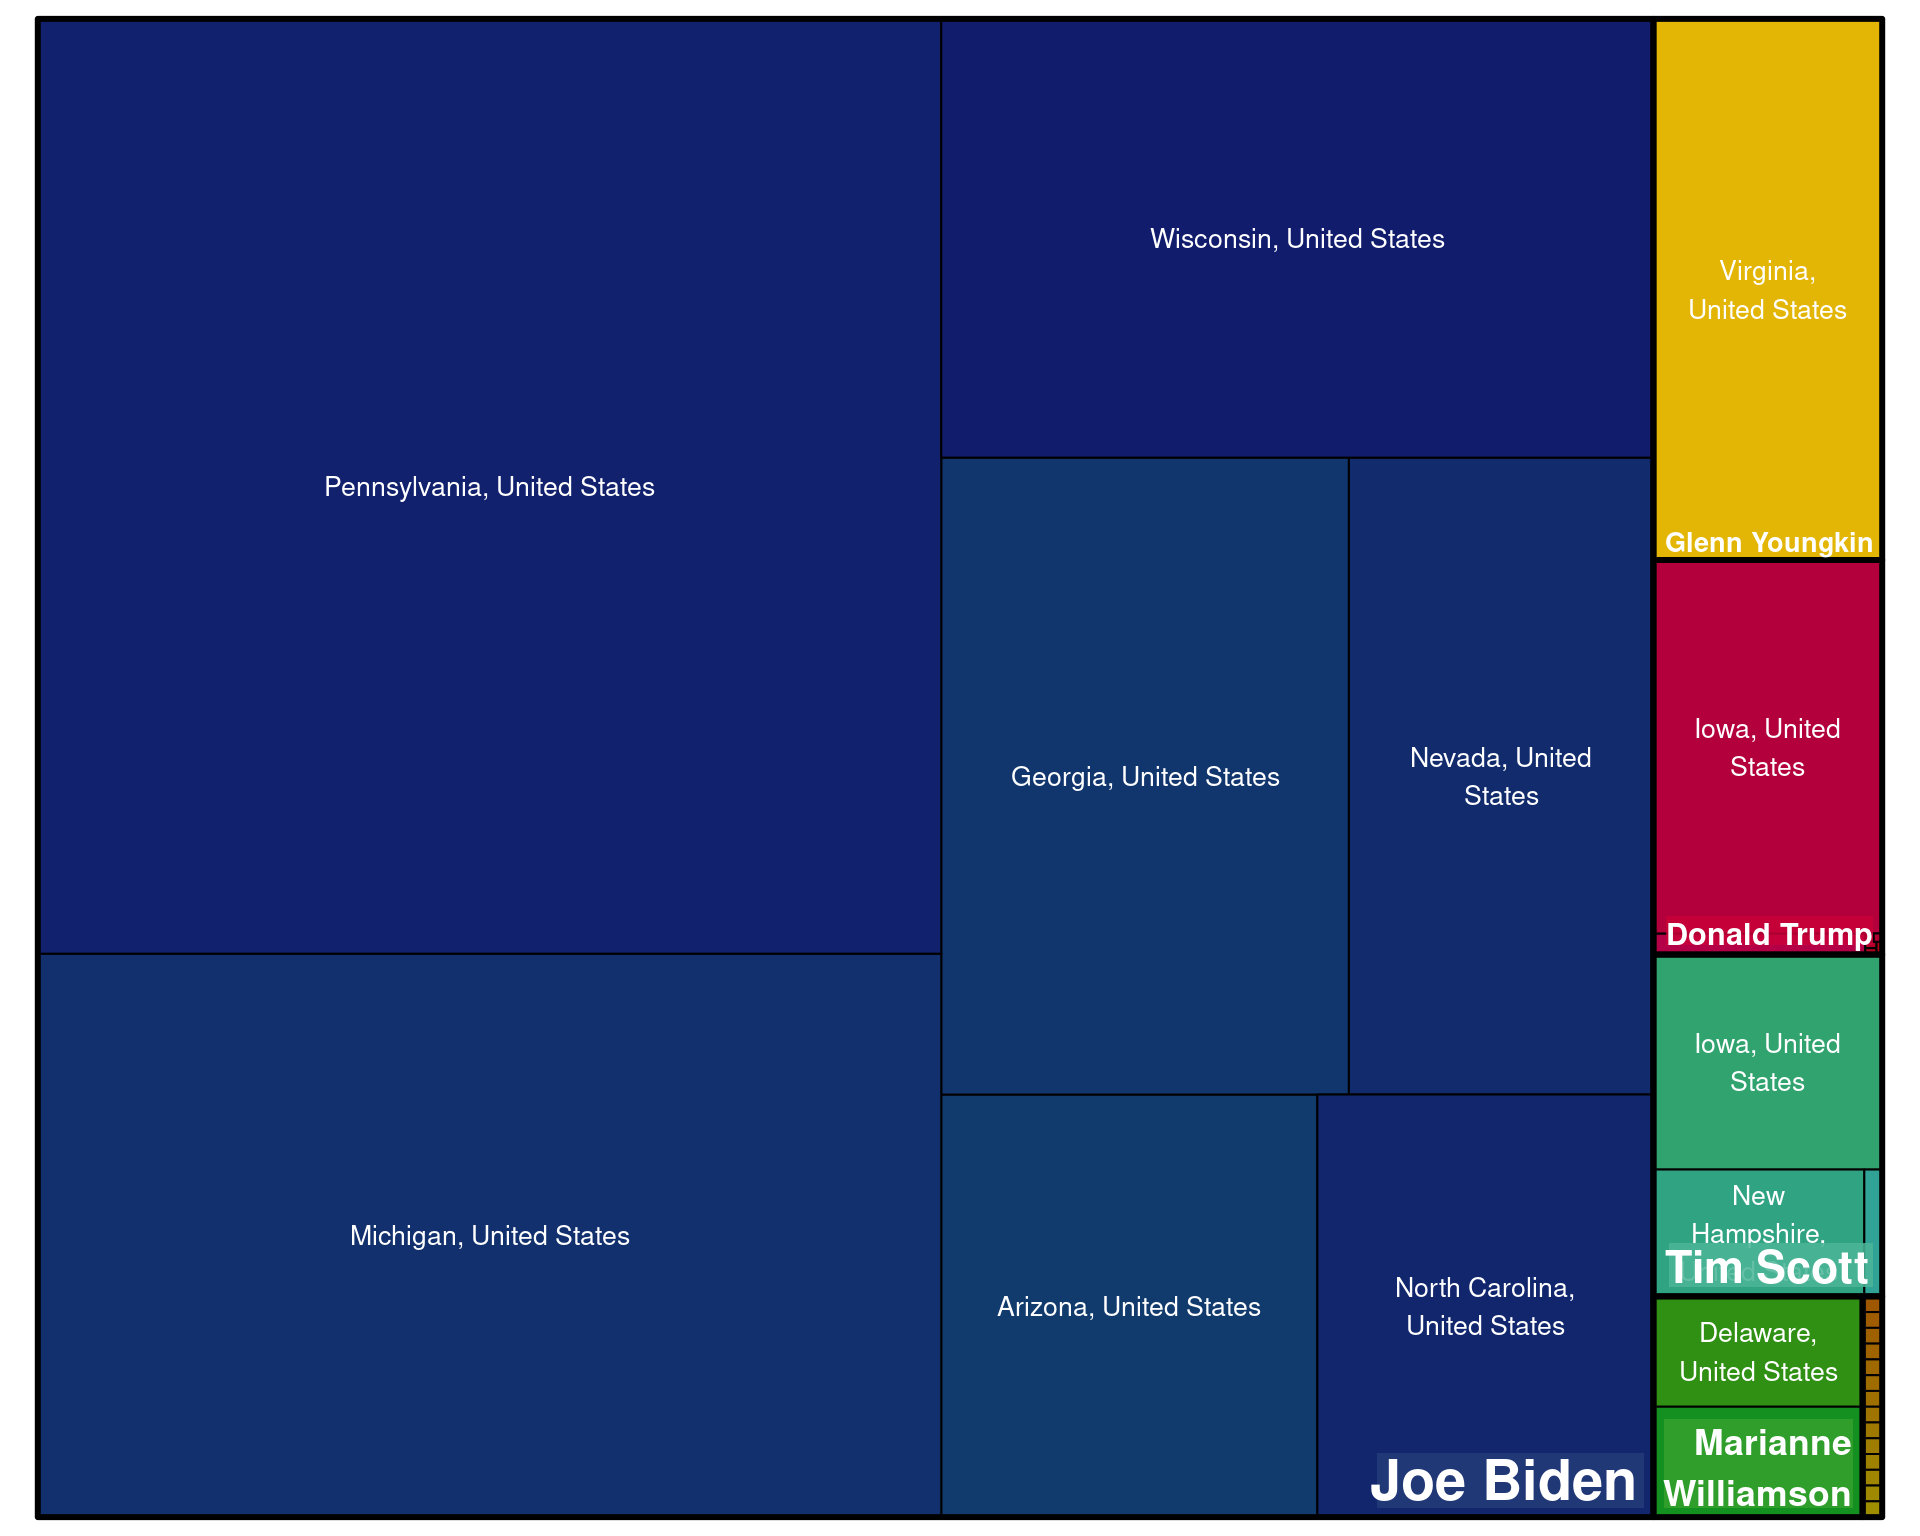 Pennsylvania, United States
Michigan, United States
Wisconsin, United States
Georgia, United States
Nevada, United
States
Arizona, United States
North Carolina,
United States
Joe Biden
Virginia,
United States
Glenn Youngkin
Iowa, United
States
Donald Trump
Iowa, United
States
New
Hampshire,
Tim Scott
Delaware,
United States
Marianne
Williamson